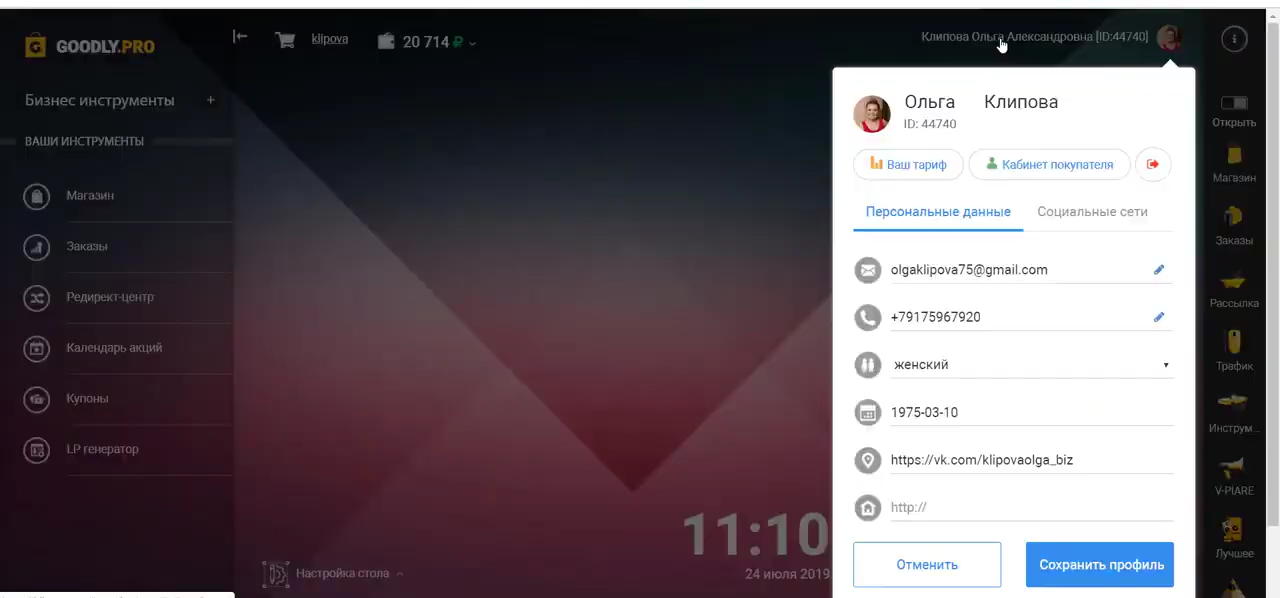 GOODLY.PRO
klipova
20 714 ₽
Клипова Ольга Александровна [ID:44740]
Бизнес инструменты +
ВАШИ ИНСТРУМЕНТЫ
Магазин
Заказы
Редирект-центр
Календарь акций
Купоны
LP генератор
11:10
24 июля 2019
Настройка стола
Ольга Клипова
ID: 44740
Ваш тариф
Кабинет покупателя
Персональные данные
Социальные сети
olgaklipova75@gmail.com
+79175967920
женский
1975-03-10
https://vk.com/klipovaolga_biz
http://
Отменить
Сохранить профиль
Открыть
Магазин
Заказы
Рассылка
Трафик
Инструм...
V-PIARE
Лучшее